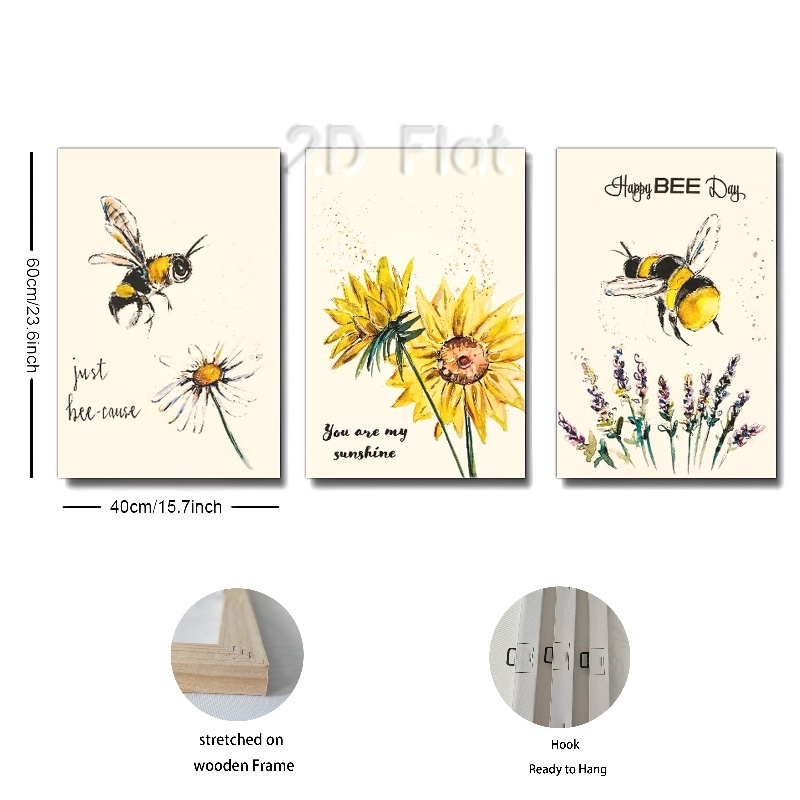 2D Flat
Happy BEE Day
60cm/23.6inch
just
bee-cause
You are my
sunshine
40cm/15.7inch
stretched on
wooden Frame
Hook
Ready to Hang